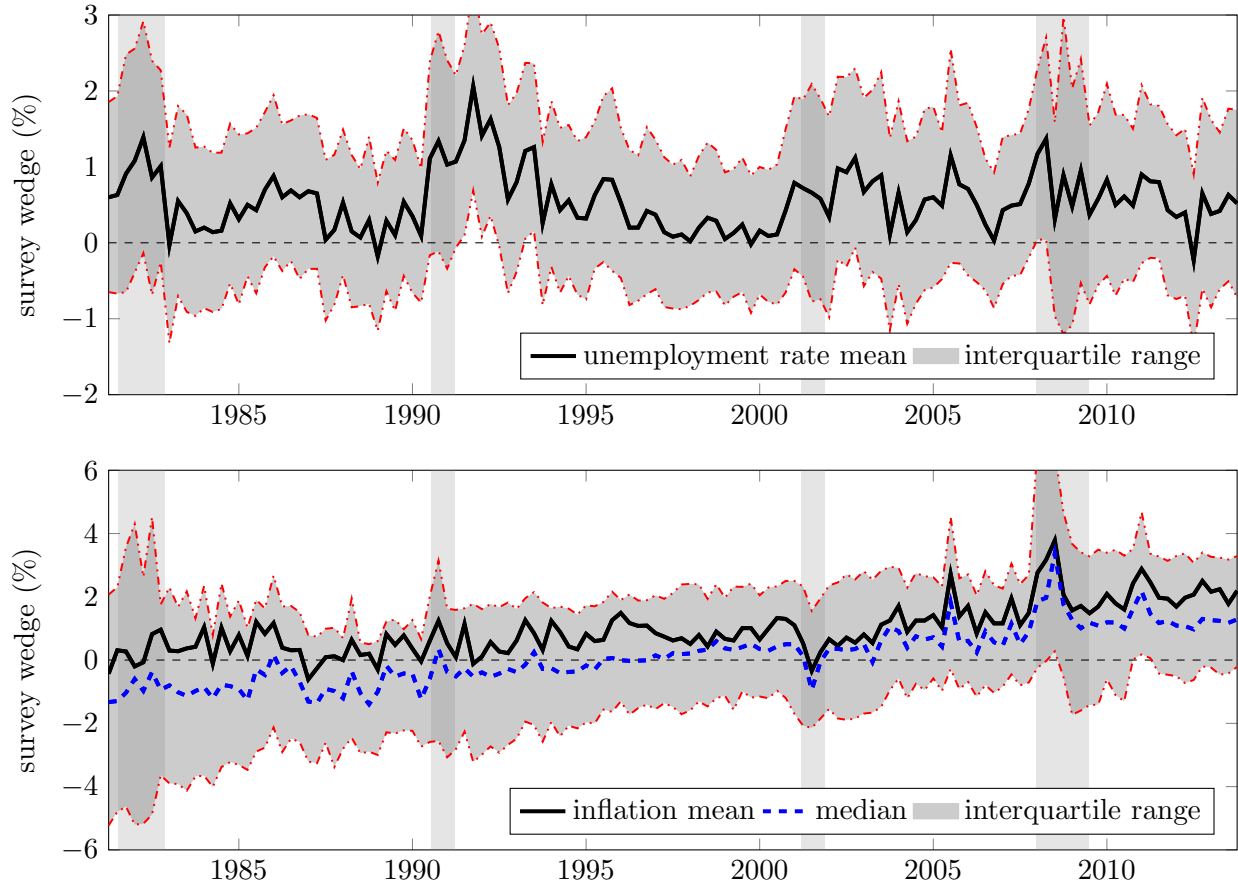 3
2
1
0
−1
2
survey wedge (%)
unemployment rate mean interquartile range
1985 1990 1995 2000 2005 2010
6
4
2
0
−2
−4
−6
survey wedge (%)
inflation mean median interquartile range
1985 1990 1995 2000 2005 2010